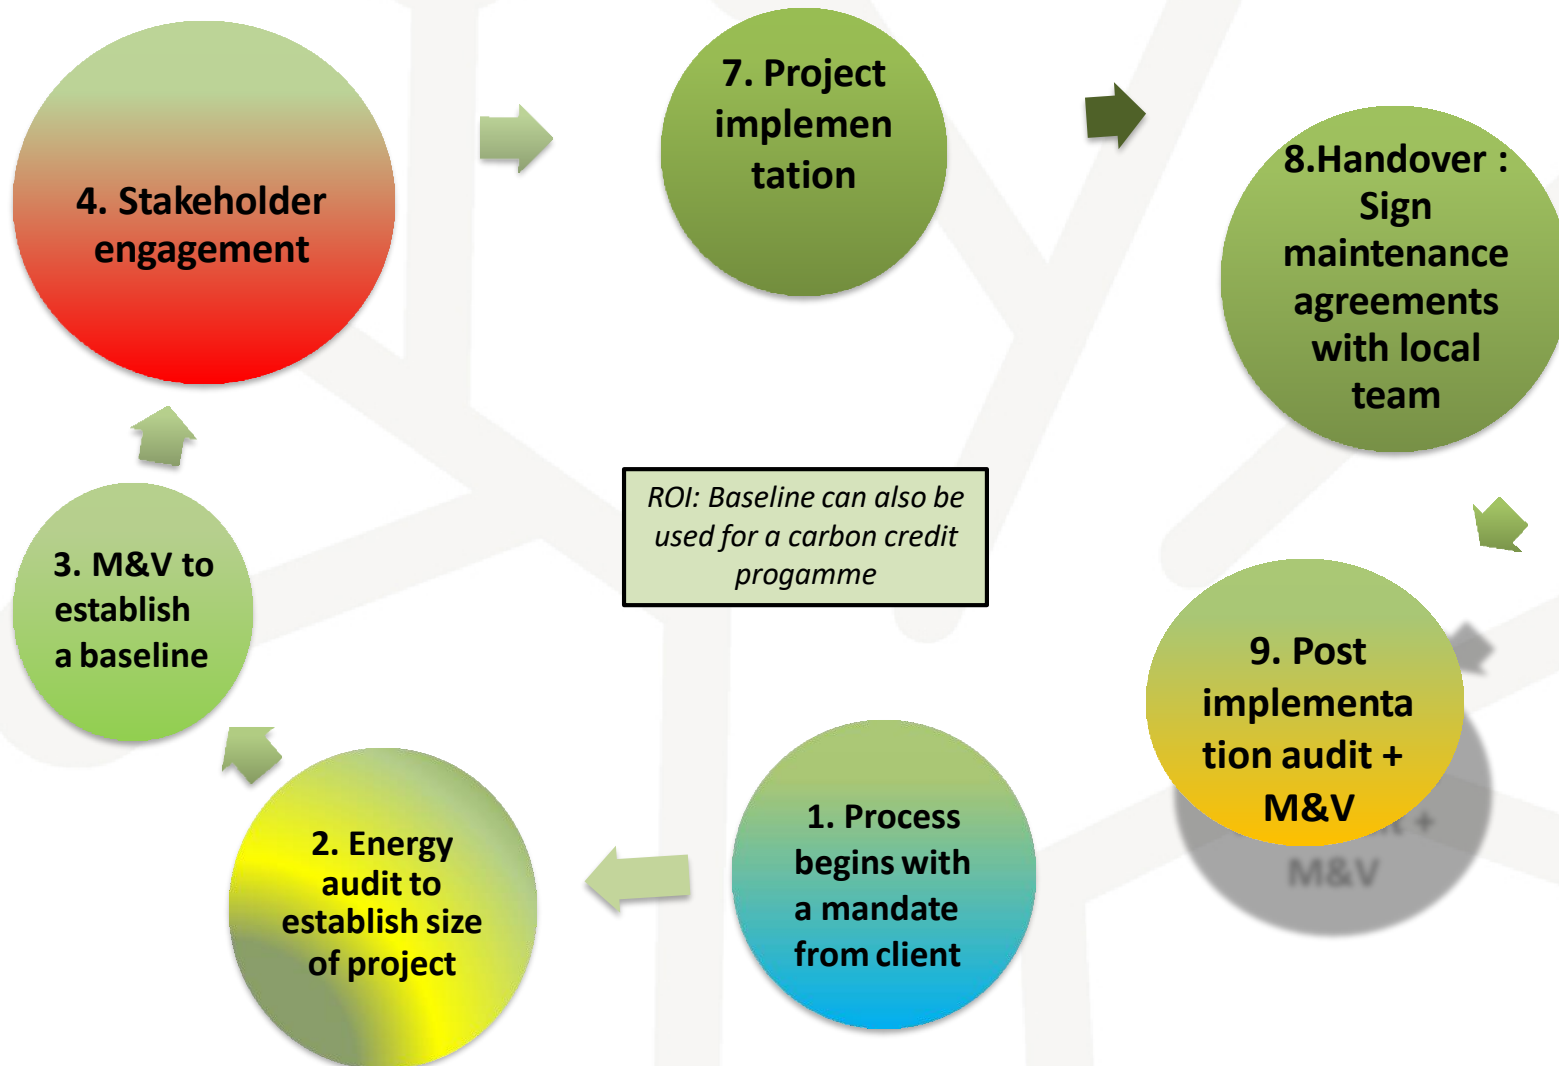 4. Stakeholder
engagement
7. Project
implemen
tation
8.Handover :
Sign
maintenance
agreements
with local
team
ROI: Baseline can also be
used for a carbon credit
progamme
3. M&V to
establish
a baseline
9. Post
implementa
tion audit +
M&V
t +
M&V
2. Energy
audit to
establish size
of project
1. Process
begins with
a mandate
from client